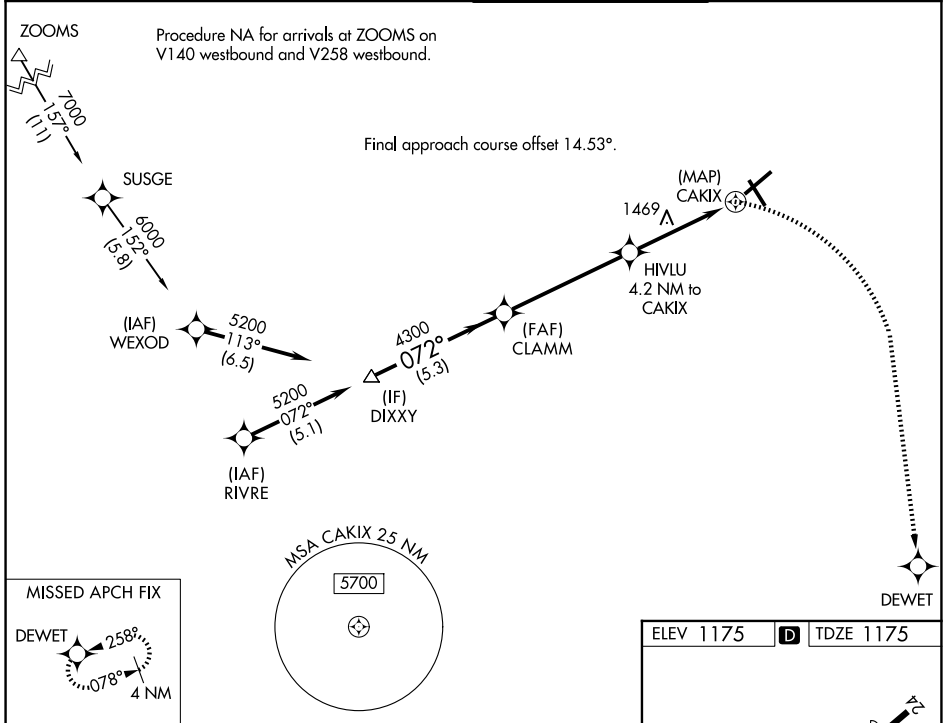 ZOOMS
Procedure NA for arrivals at ZOOMS on
V140 westbound and V258 westbound.
7000
157°
(11)
Final approach course offset 14.53°.
SUSGE
6000
152°
(5.8)
(MAP)
CAKIX
1469
HIVLU
4.2 NM to
CAKIX
(IAF)
WEXOD
5200
113°
(6.5)
4300
072°
(5.3)
(FAF)
CLAMM
(IF)
DIXXY
5200
072°
(5.1)
(IAF)
RIVRE
MSA CAKIX 25 NM
5700
DEWET
MISSED APCH FIX
DEWET
258°
078°
4 NM
ELEV 1175
D
TDZE 1175
24